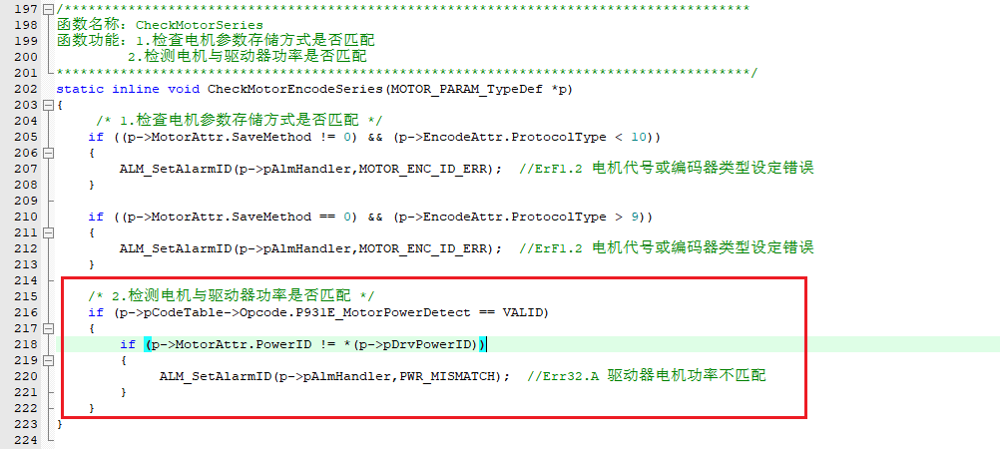 197 /**************************************************************************************
198 函数名称：CheckMotorSeries
199 函数功能：1.检查电机参数存储方式是否匹配
200 2.检测电机与驱动器功率是否匹配
201 ***************************************************************************************/
202 static inline void CheckMotorEncodeSeries(MOTOR_PARAM_TypeDef *p)
203 {
204 /* 1.检查电机参数存储方式是否匹配 */
205 if ((p->MotorAttr.SaveMethod != 0) && (p->EncodeAttr.ProtocolType < 10))
206 {
207 ALM_SetAlarmID(p->pAlmHandler,MOTOR_ENC_ID_ERR); //ErF1.2 电机代号或编码器类型设定错误
208 }
209
210 if ((p->MotorAttr.SaveMethod == 0) && (p->EncodeAttr.ProtocolType > 9))
211 {
212 ALM_SetAlarmID(p->pAlmHandler,MOTOR_ENC_ID_ERR); //ErF1.2 电机代号或编码器类型设定错误
213 }
214
215 /* 2.检测电机与驱动器功率是否匹配 */
216 if (p->pCodeTable->Opcode.P931E_MotorPowerDetect == VALID)
217 {
218 if (p->MotorAttr.PowerID != *(p->pDrvPowerID))
219 {
220 ALM_SetAlarmID(p->pAlmHandler,PWR_MISMATCH); //Err32.A 驱动器电机功率不匹配
221 }
222 }
223 }
224